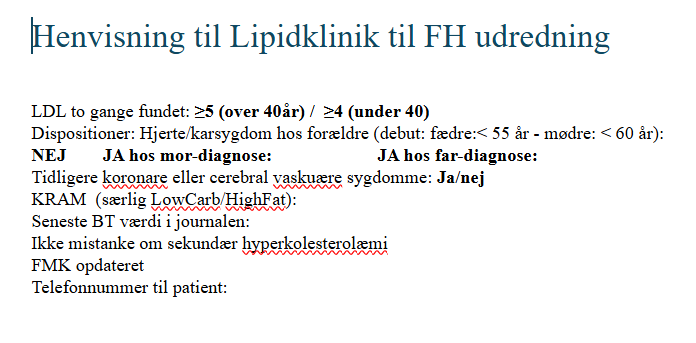 Henvisning til Lipidklinik til FH udredning
LDL to gange fundet: ≥5 (over 40år) / ≥4 (under 40)
Dispositioner: Hjerte/karsygdom hos forældre (debut: fædre:< 55 år - mødre: < 60 år):
NEJ JA hos mor-diagnose: JA hos far-diagnose:
Tidligere koronare eller cerebral vaskuære sygdomme: Ja/nej
KRAM (særlig LowCarb/HighFat):
Seneste BT værdi i journalen:
Ikke mistanke om sekundær hyperkolesterolæmi
FMK opdateret
Telefonnummer til patient: